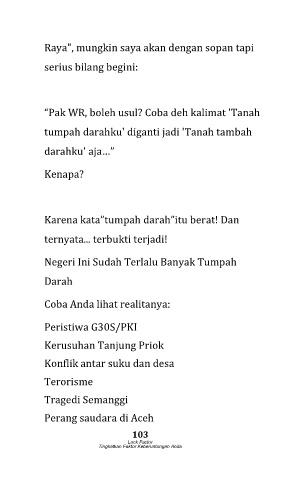 Raya", mungkin saya akan dengan sopan tapi
serius bilang begini:
"Pak WR, boleh usul? Coba deh kalimat 'Tanah
tumpah darahku' diganti jadi 'Tanah tambah
darahku' aja…"
Kenapa?
Karena kata"tumpah darah"itu berat! Dan
ternyata... terbukti terjadi!
Negeri Ini Sudah Terlalu Banyak Tumpah
Darah
Coba Anda lihat realitanya:
Peristiwa G30S/PKI
Kerusuhan Tanjung Priok
Konflik antar suku dan desa
Terorisme
Tragedi Semanggi
Perang saudara di Aceh
103
Luck Factor
Tingkatkan Faktor Keberuntungan Anda